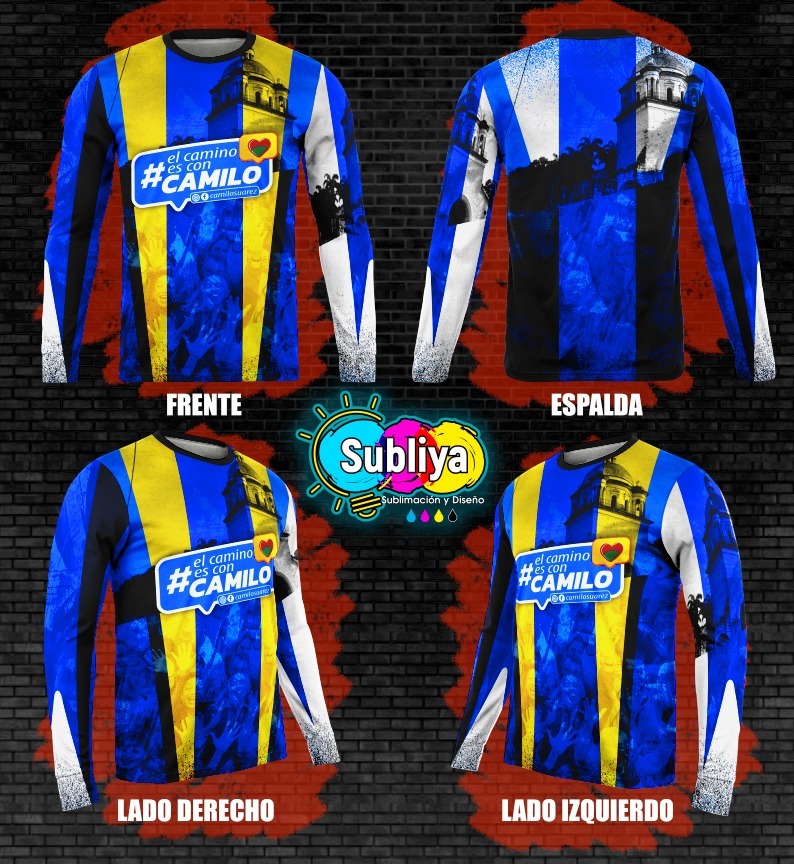 el camino
es con
#CAMILO
camilosuarez
FRENTE
ESPALDA
Subliya
Sublimación y Diseño
el camino
es con
#CAMILO
camilosuarez
el camino
es con
#CAMILO
camilosuarez
LADO DERECHO
LADO IZQUIERDO